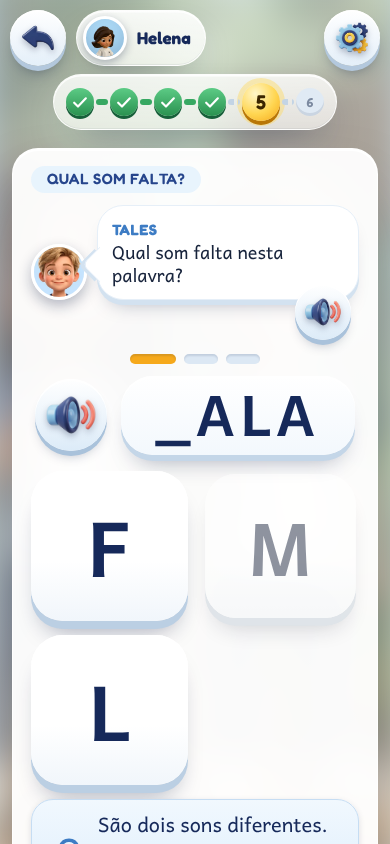 Helena
5
6
QUAL SOM FALTA?
TALES
Qual som falta nesta
palavra?
_ALA
F
M
L
São dois sons diferentes.